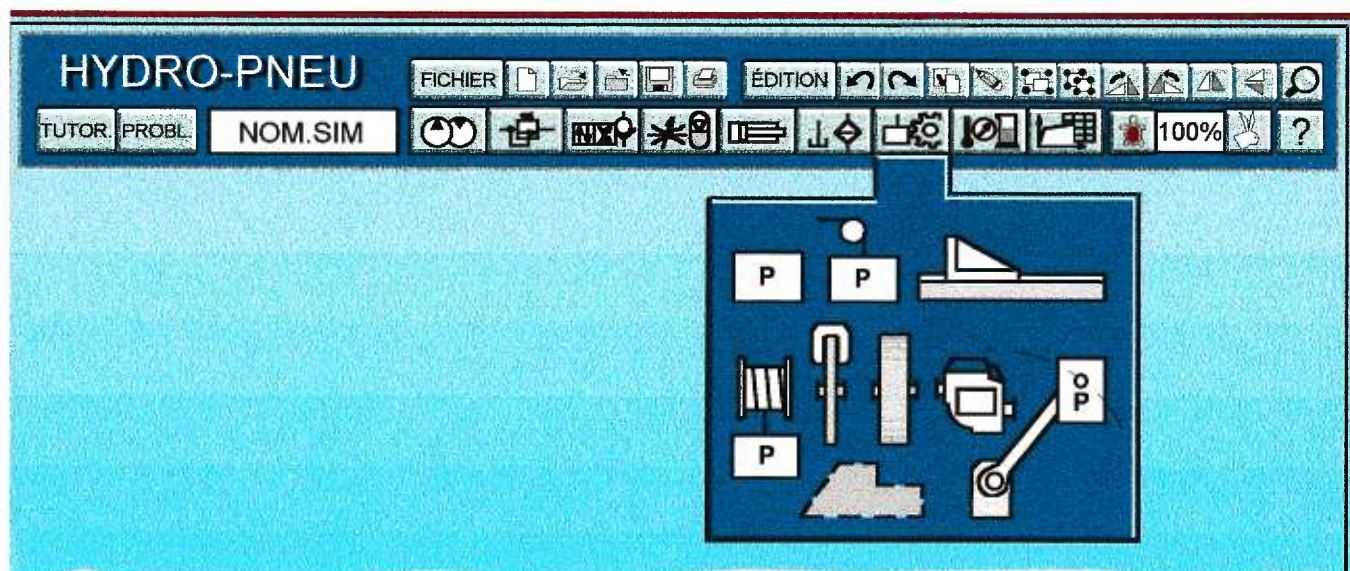 HYDRO-PNEU FICHIER ÉDITION
TUTOR. PROBL. NOM.SIM 100% ?
P P
P
O
P